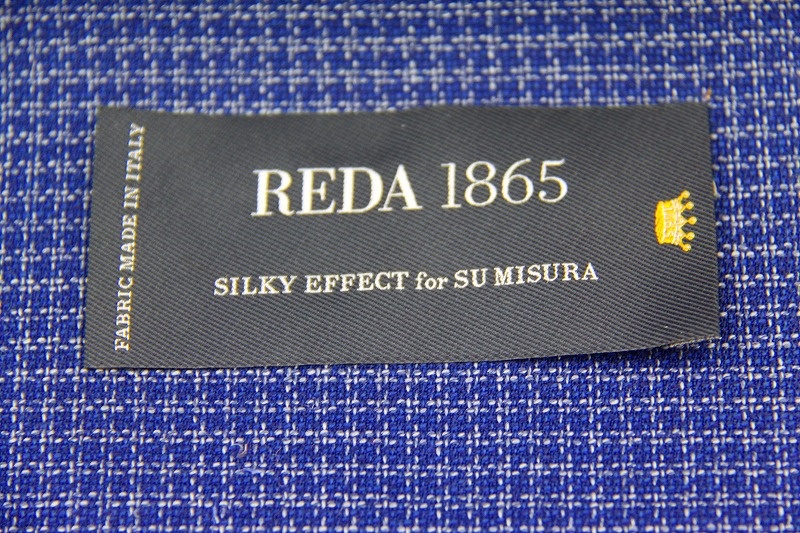 FABRIC MADE IN ITALY
REDA 1865
SILKY EFFECT for SU MISURA